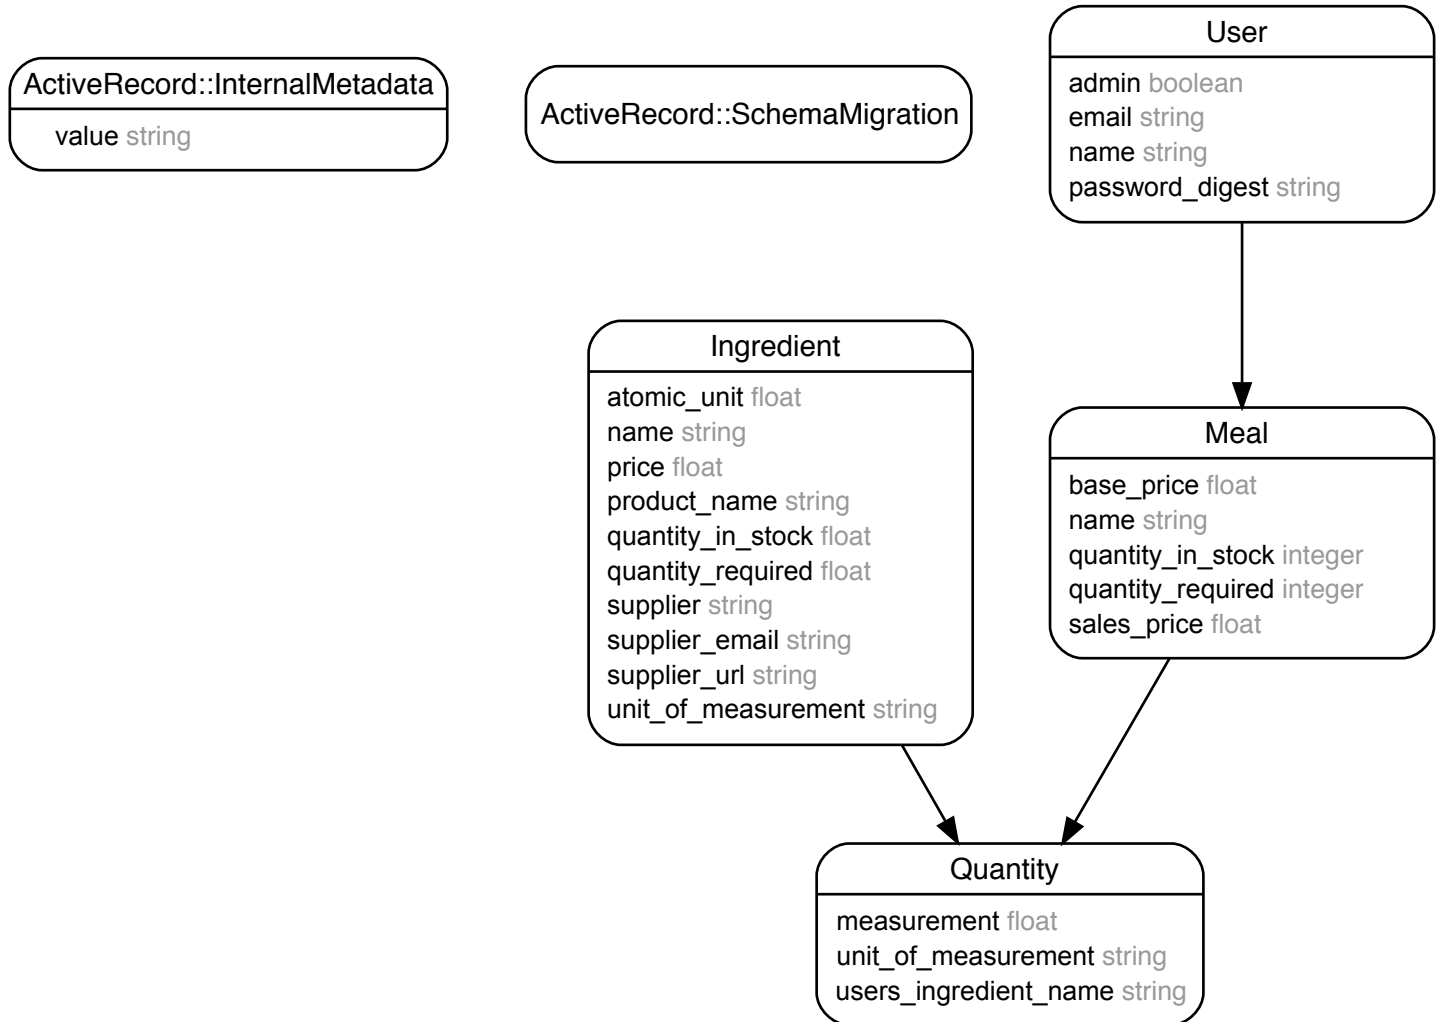 ActiveRecord::InternalMetadata
value string
ActiveRecord::SchemaMigration
User
admin boolean
email string
name string
password_digest string
Ingredient
atomic_unit float
name string
price float
product_name string
quantity_in_stock float
quantity_required float
supplier string
supplier_email string
supplier_url string
unit_of_measurement string
Meal
base_price float
name string
quantity_in_stock integer
quantity_required integer
sales_price float
Quantity
measurement float
unit_of_measurement string
users_ingredient_name string